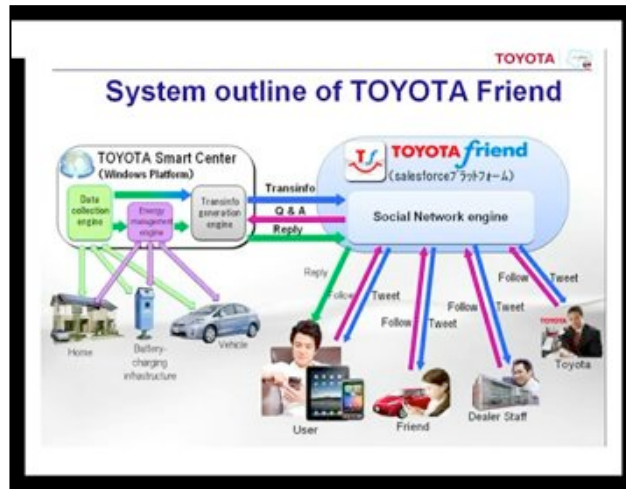 TOYOTA
System outline of TOYOTA Friend
TOYOTA Smart Center
(Windows Platform)
Data
collection
engine
Energy
management
engine
Transinfo
generation
engine
Transinfo
Q & A
Reply
Tf
TOYOTA friend
(salesforceプラットフォーム)
Social Network engine
Reply
Follow
Tweet
Follow
Tweet
Follow
Tweet
Follow
Tweet
Home
Battery-
charging
infrastructure
Vehicle
User
Friend
Dealer Staff
TOYOTA
Toyota